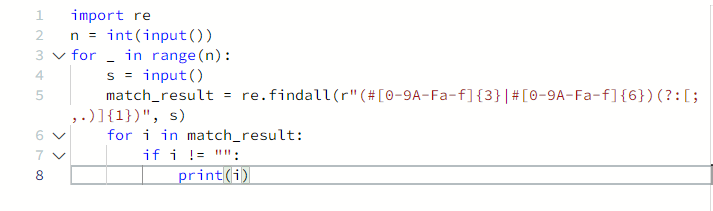 1 import re
2 n = int(input())
3 for _ in range(n):
4 s = input()
5 match_result = re.findall(r"(#[0-9A-Fa-f]{3}|#[0-9A-Fa-f]{6})(?:[;
,.)]{1})", s)
6 for i in match_result:
7 if i != "":
8 print(i)